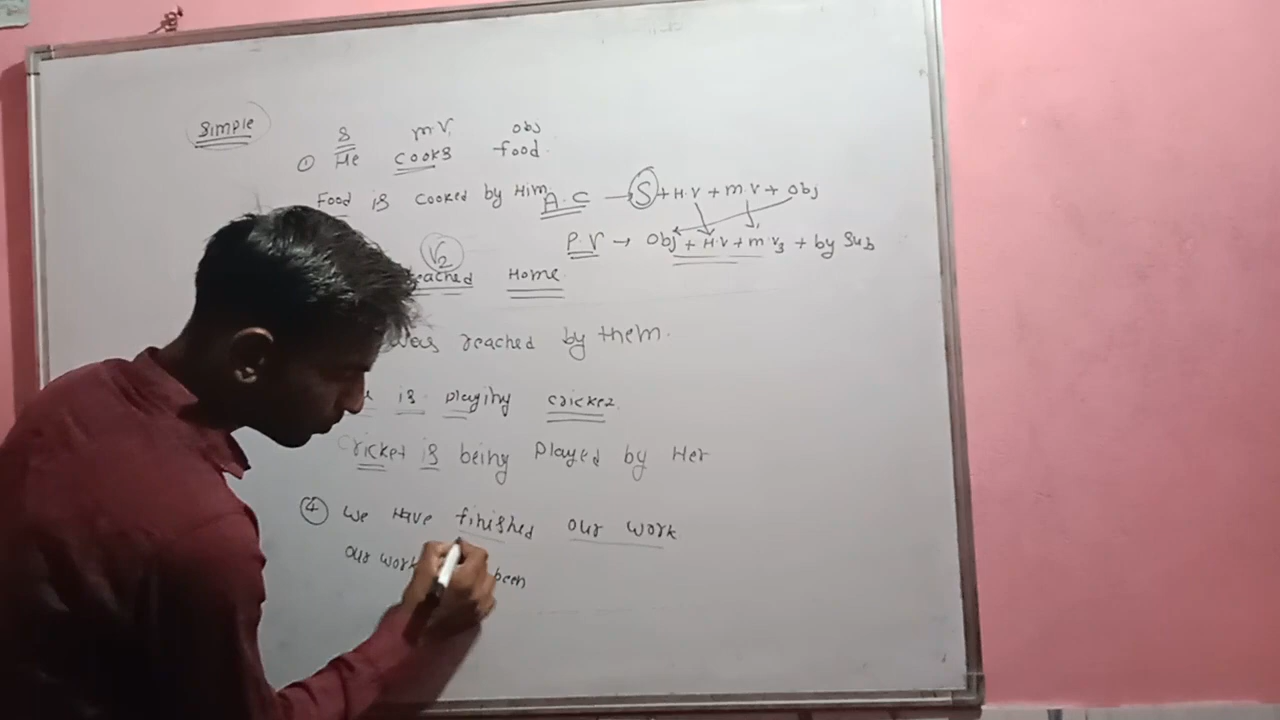 Simple
S M.V1 Obj
① He Cooks food.
Food is Cooked by Him
A.C → S + H.V + M.V + Obj
P.V → Obj + H.V + M.V3 + by Sub
V2
Home.
was reached by them.
is playing cricket.
Cricket is being Played by Her
④ We Have finished our work
our been